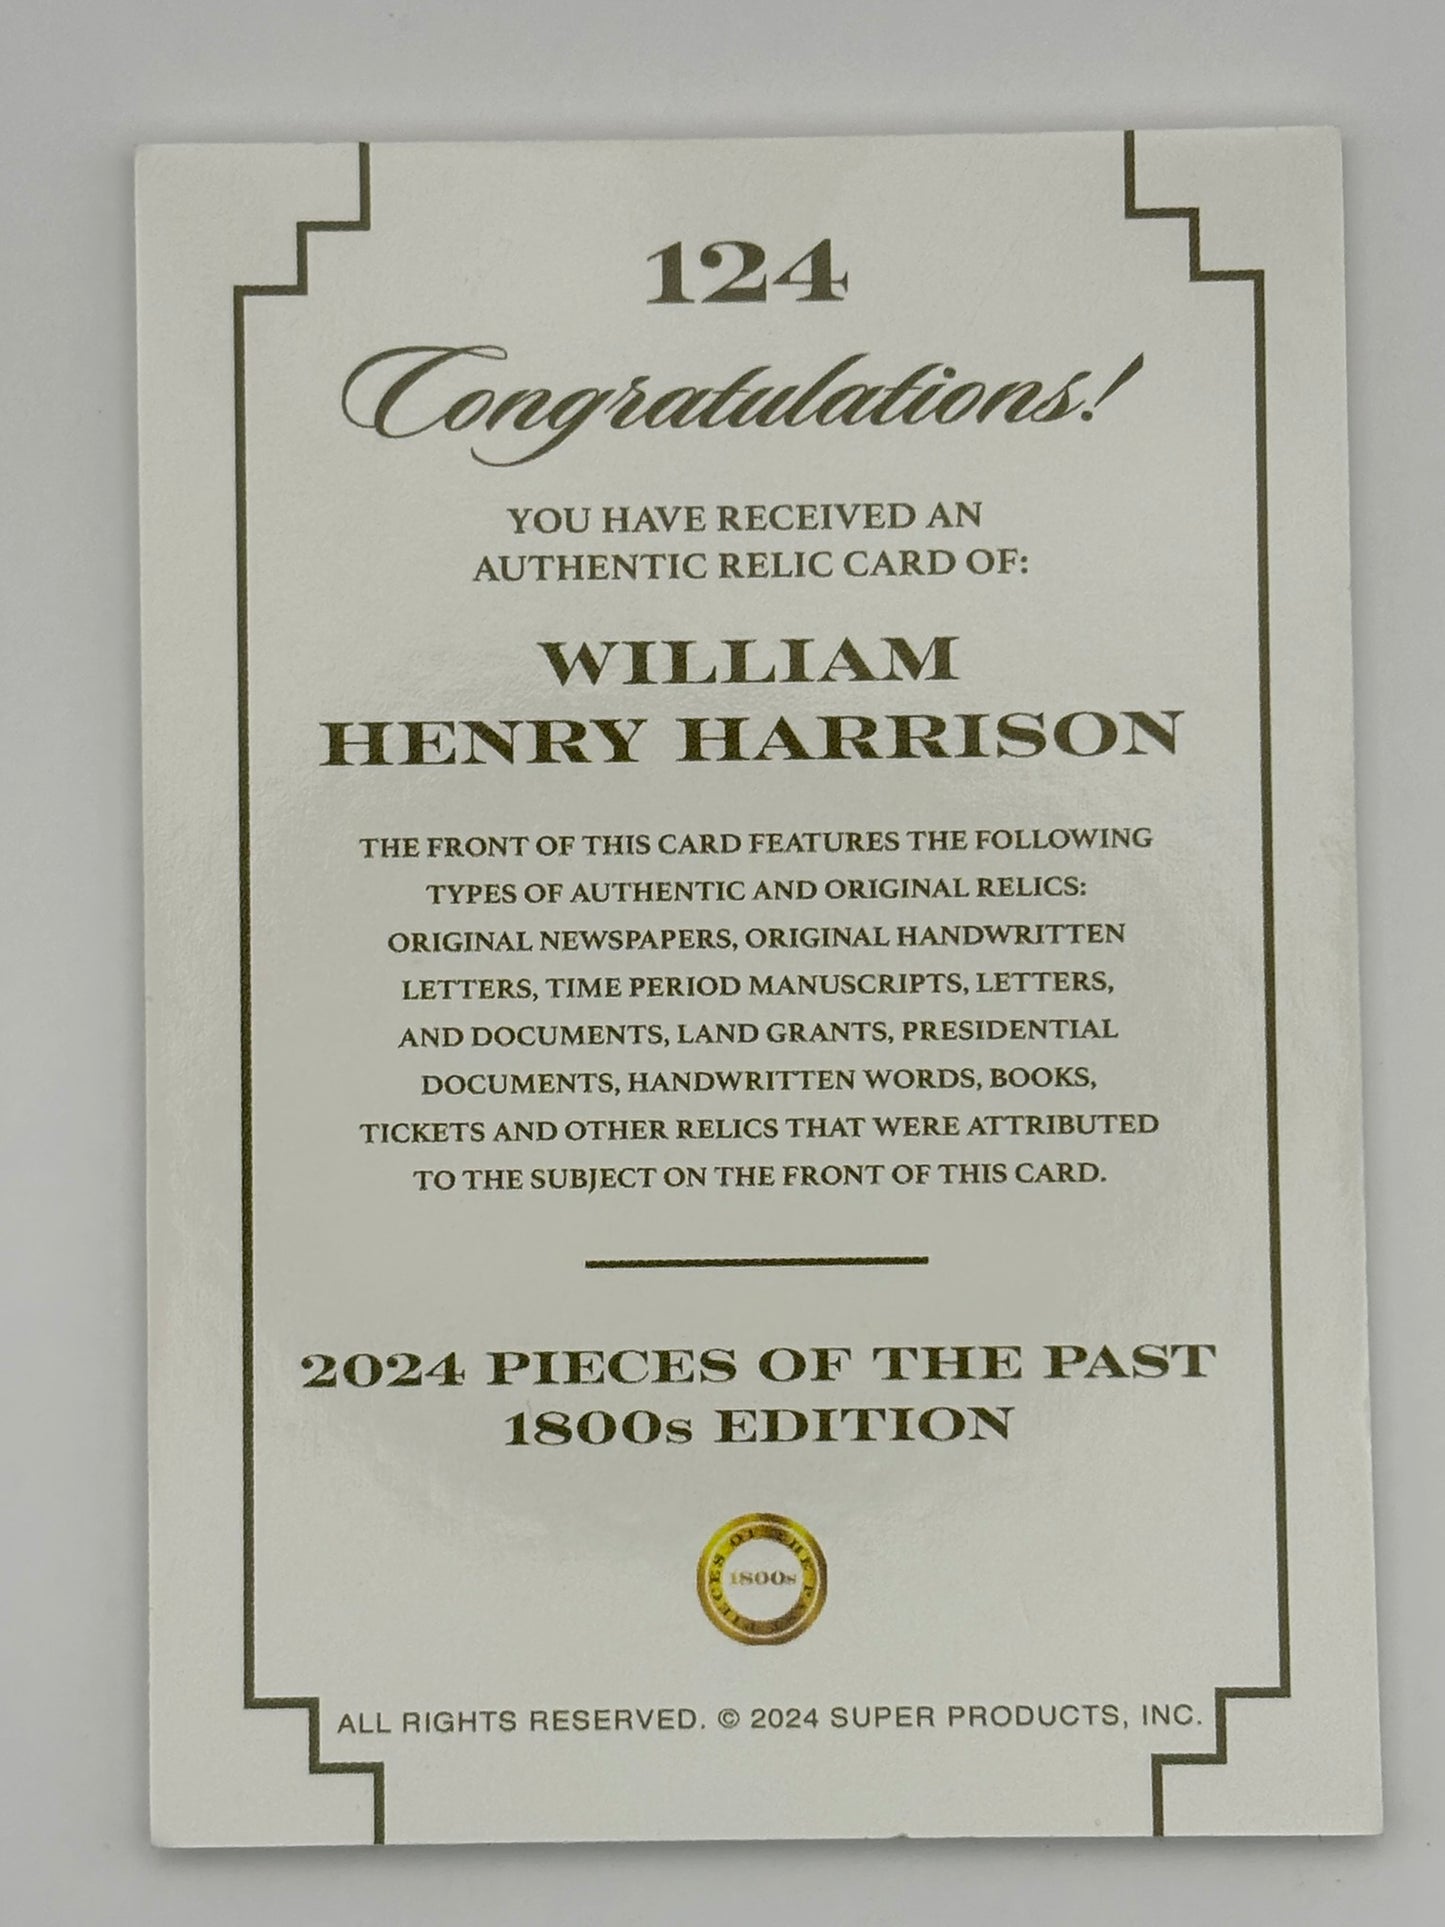 124
Congratulations!
YOU HAVE RECEIVED AN
AUTHENTIC RELIC CARD OF:
WILLIAM
HENRY HARRISON
THE FRONT OF THIS CARD FEATURES THE FOLLOWING
TYPES OF AUTHENTIC AND ORIGINAL RELICS:
ORIGINAL NEWSPAPERS, ORIGINAL HANDWRITTEN
LETTERS, TIME PERIOD MANUSCRIPTS, LETTERS,
AND DOCUMENTS, LAND GRANTS, PRESIDENTIAL
DOCUMENTS, HANDWRITTEN WORDS, BOOKS,
TICKETS AND OTHER RELICS THAT WERE ATTRIBUTED
TO THE SUBJECT ON THE FRONT OF THIS CARD.
2024 PIECES OF THE PAST
1800s EDITION
PIECES OF THE PAST
1800s
ALL RIGHTS RESERVED. © 2024 SUPER PRODUCTS, INC.